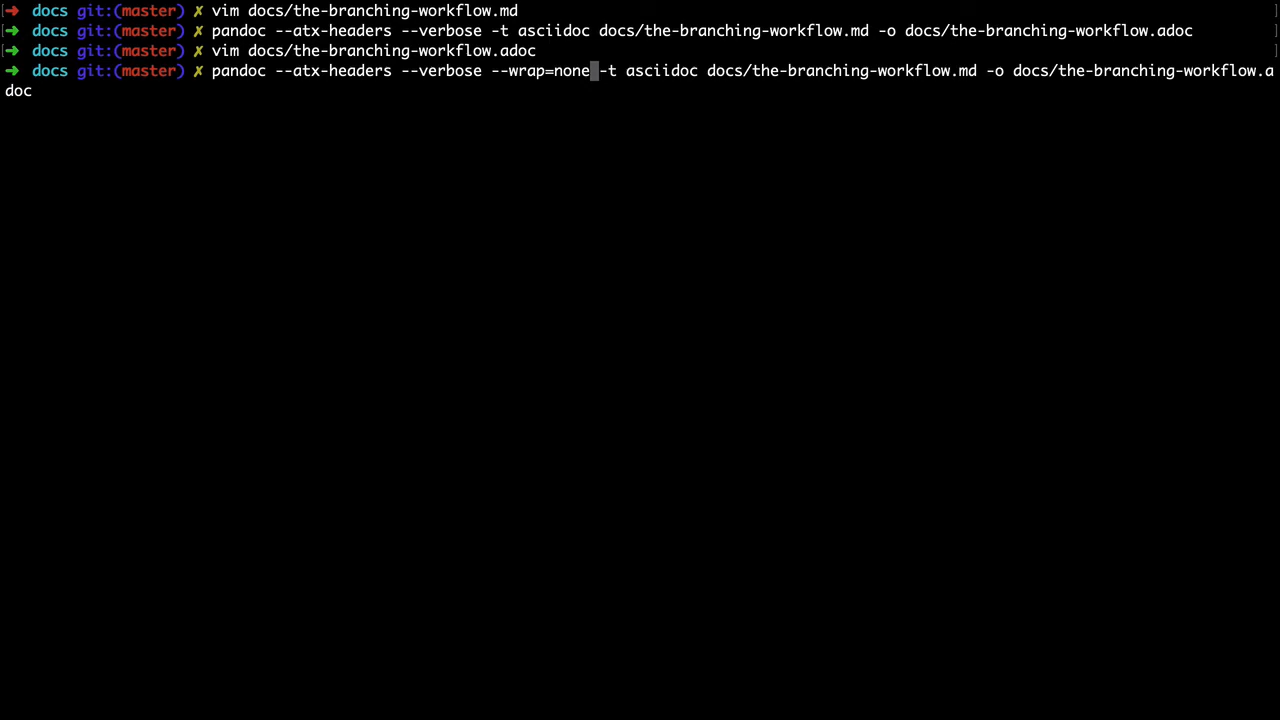 ➜ docs git:(master) ✗ vim docs/the-branching-workflow.md
➜ docs git:(master) ✗ pandoc --atx-headers --verbose -t asciidoc docs/the-branching-workflow.md -o docs/the-branching-workflow.adoc
➜ docs git:(master) ✗ vim docs/the-branching-workflow.adoc
➜ docs git:(master) ✗ pandoc --atx-headers --verbose --wrap=none -t asciidoc docs/the-branching-workflow.md -o docs/the-branching-workflow.a
doc